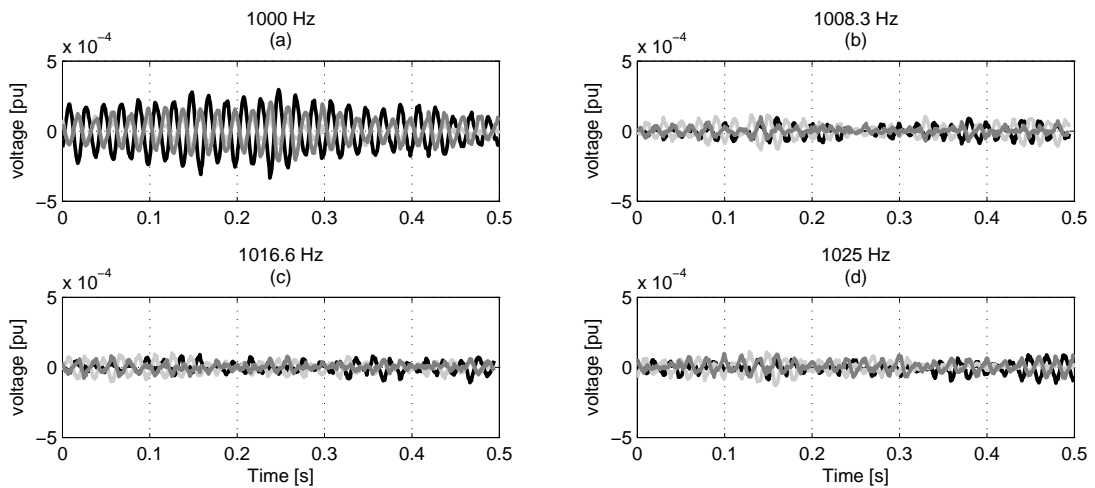 1000 Hz
(a)
x 10⁻⁴
5
0
−5
voltage [pu]
0 0.1 0.2 0.3 0.4 0.5
1008.3 Hz
(b)
x 10⁻⁴
5
0
−5
voltage [pu]
0 0.1 0.2 0.3 0.4 0.5
1016.6 Hz
(c)
x 10⁻⁴
5
0
−5
voltage [pu]
0 0.1 0.2 0.3 0.4 0.5
Time [s]
1025 Hz
(d)
x 10⁻⁴
5
0
−5
voltage [pu]
0 0.1 0.2 0.3 0.4 0.5
Time [s]